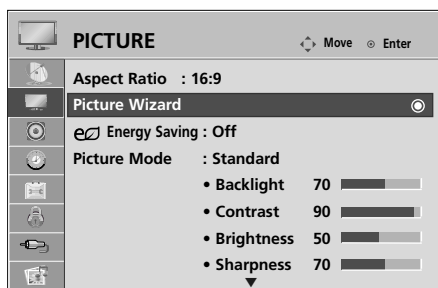 PICTURE
Move Enter
Aspect Ratio : 16:9
Picture Wizard
Energy Saving : Off
Picture Mode : Standard
• Backlight 70
• Contrast 90
• Brightness 50
• Sharpness 70